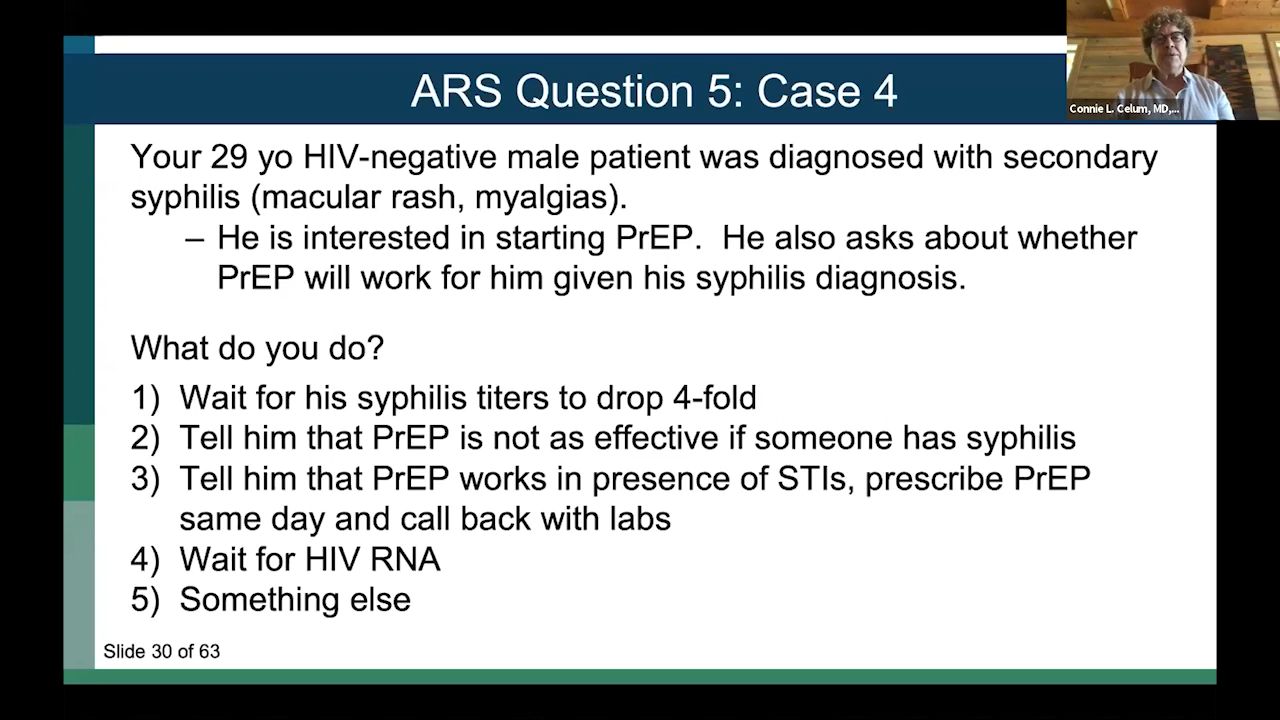 ARS Question 5: Case 4
Connie L. Celum, MD,...
Your 29 yo HIV-negative male patient was diagnosed with secondary
syphilis (macular rash, myalgias).
– He is interested in starting PrEP. He also asks about whether
PrEP will work for him given his syphilis diagnosis.
What do you do?
1) Wait for his syphilis titers to drop 4-fold
2) Tell him that PrEP is not as effective if someone has syphilis
3) Tell him that PrEP works in presence of STIs, prescribe PrEP
same day and call back with labs
4) Wait for HIV RNA
5) Something else
Slide 30 of 63